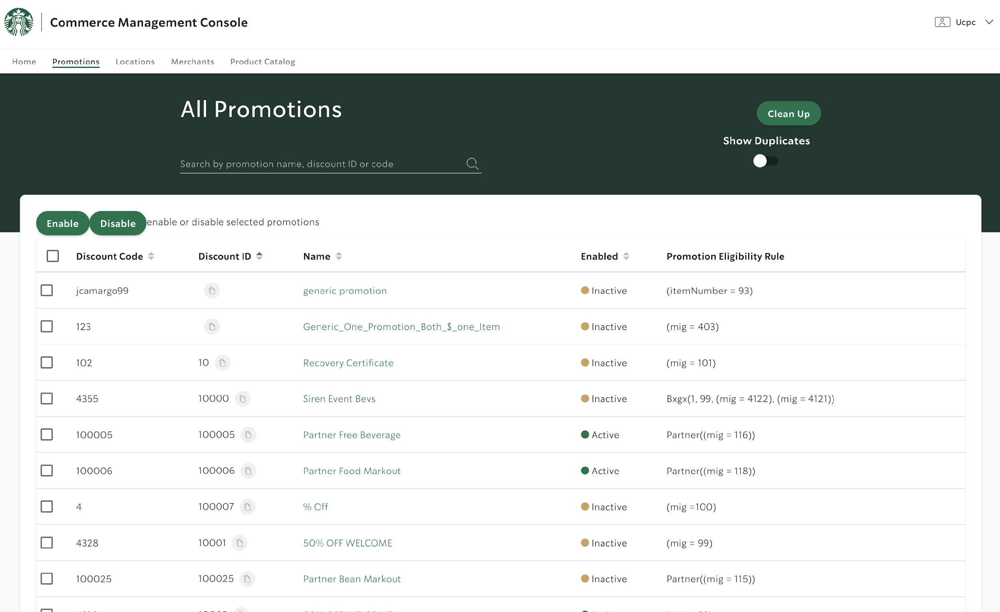 Commerce Management Console
Ucpc
Home Promotions Locations Merchants Product Catalog
All Promotions
Clean Up
Show Duplicates
Search by promotion name, discount ID or code
Enable Disable enable or disable selected promotions
Discount Code Discount ID Name Enabled Promotion Eligibility Rule
jcamargo99 generic promotion Inactive (itemNumber = 93)
123 Generic_One_Promotion_Both_$_one_Item Inactive (mig = 403)
102 10 Recovery Certificate Inactive (mig = 101)
4355 10000 Siren Event Bevs Inactive Bxgx(1, 99, (mig = 4122), (mig = 4121))
100005 100005 Partner Free Beverage Active Partner((mig = 116))
100006 100006 Partner Food Markout Active Partner((mig = 118))
4 100007 % Off Inactive (mig =100)
4328 10001 50% OFF WELCOME Inactive (mig = 99)
100025 100025 Partner Bean Markout Inactive Partner((mig = 115))